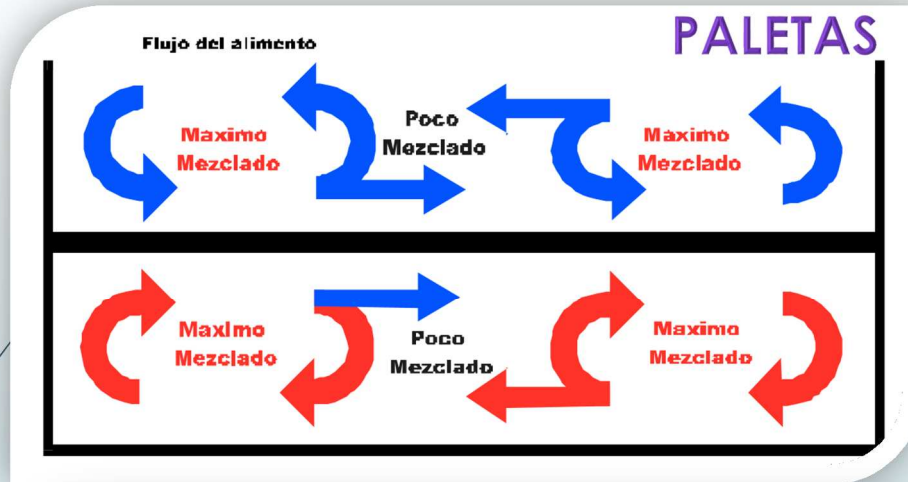 PALETAS
Flujo del alimento
Maximo
Mezclado
Poco
Mezclado
Maximo
Mezclado
Maximo
Mezclado
Poco
Mezclado
Maximo
Mezclado